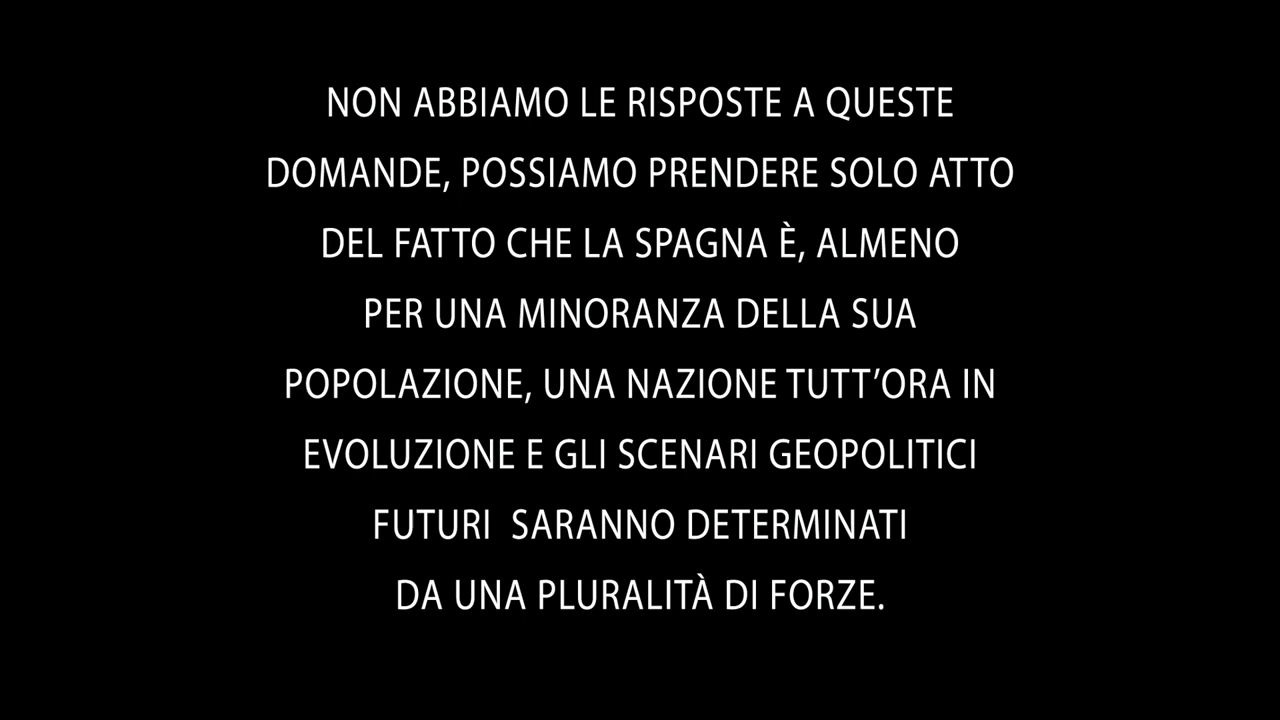 NON ABBIAMO LE RISPOSTE A QUESTE
DOMANDE, POSSIAMO PRENDERE SOLO ATTO
DEL FATTO CHE LA SPAGNA È, ALMENO
PER UNA MINORANZA DELLA SUA
POPOLAZIONE, UNA NAZIONE TUTT’ORA IN
EVOLUZIONE E GLI SCENARI GEOPOLITICI
FUTURI  SARANNO DETERMINATI
DA UNA PLURALITÀ DI FORZE.